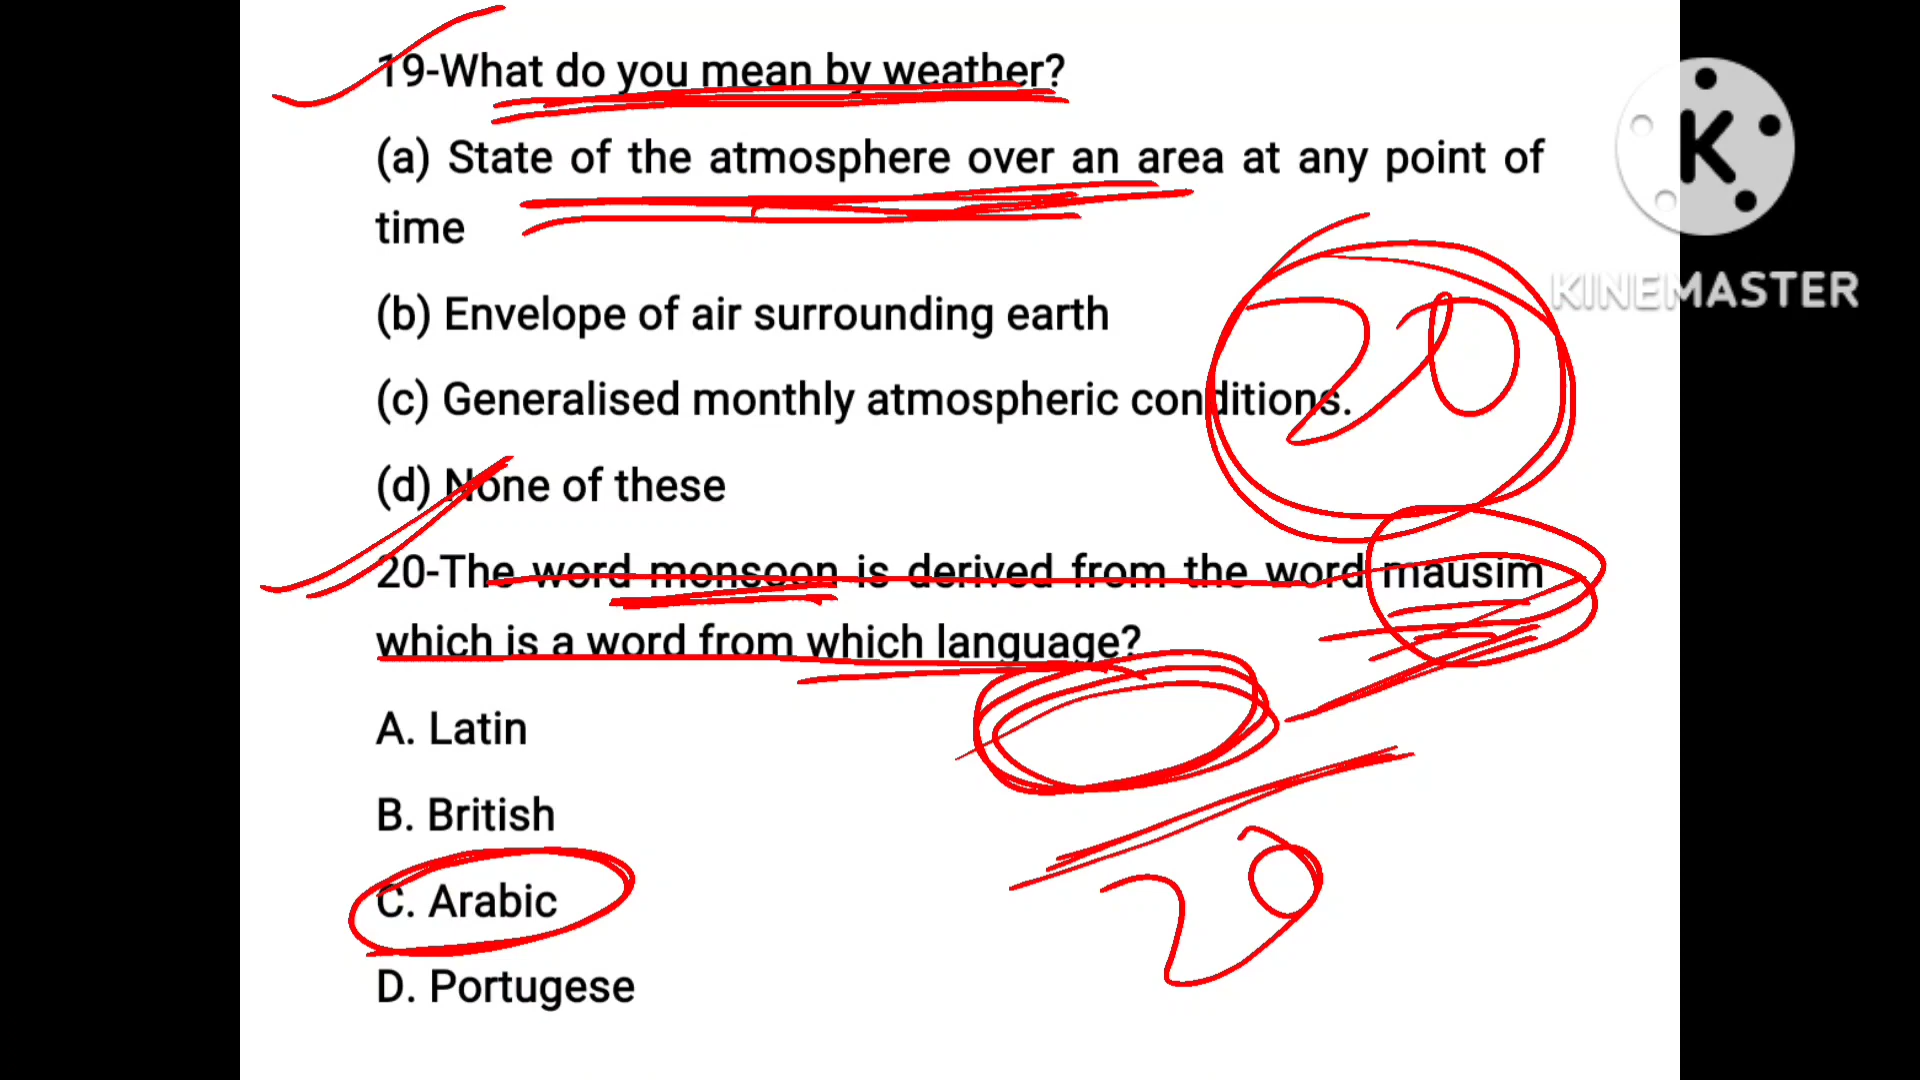 19-What do you mean by weather?
(a) State of the atmosphere over an area at any point of
time
(b) Envelope of air surrounding earth
(c) Generalised monthly atmospheric conditions.
(d) None of these
20-The word monsoon is derived from the word mausim
which is a word from which language?
A. Latin
B. British
C. Arabic
D. Portugese
K
KINEMASTER
20